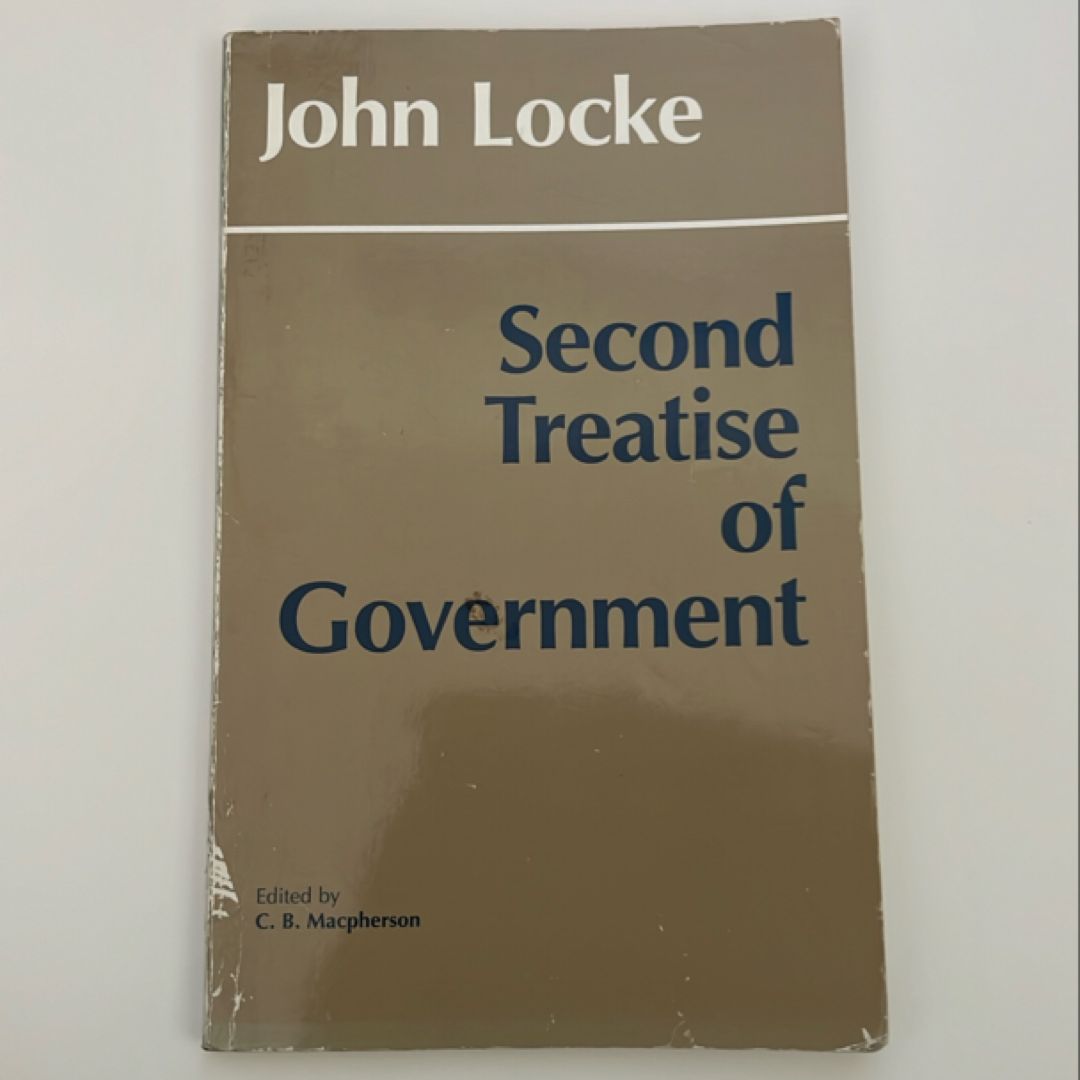 John Locke
Second
Treatise
of
Government
Edited by
C. B. Macpherson